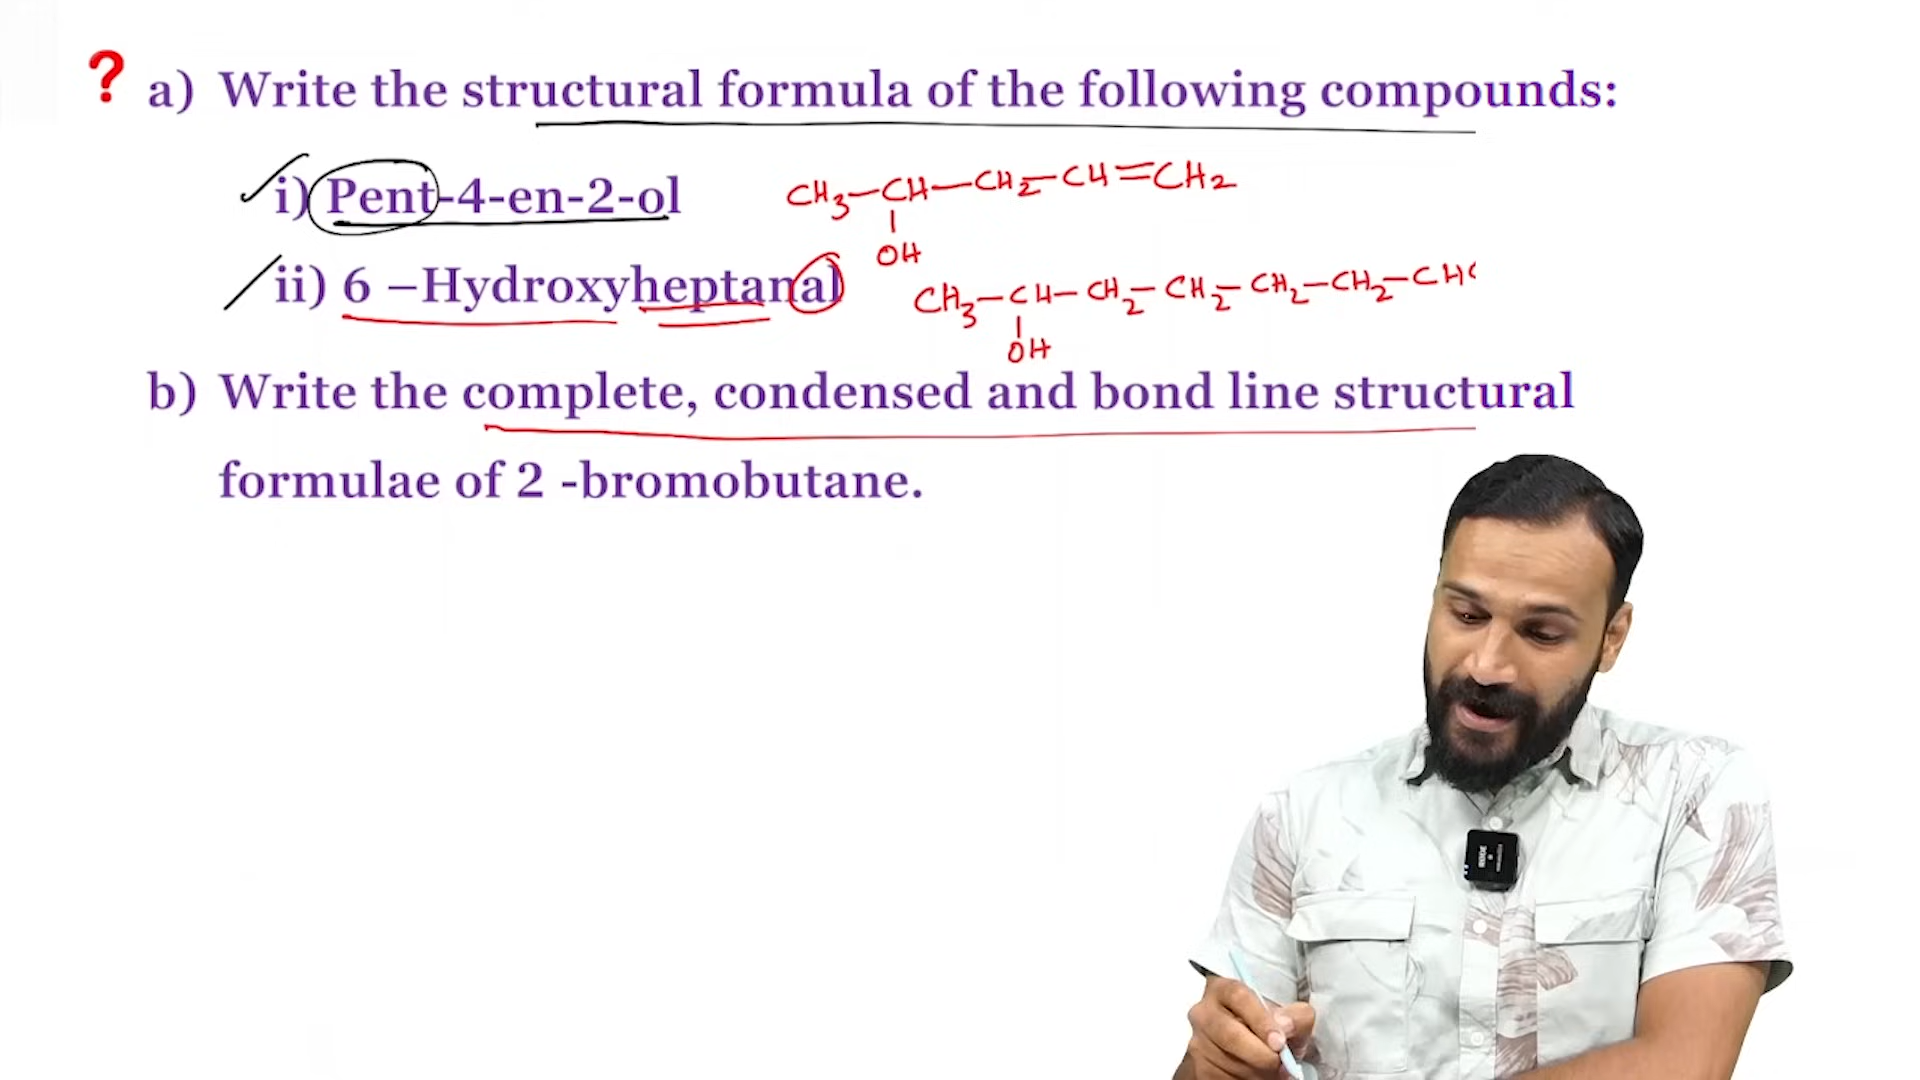 ? a) Write the structural formula of the following compounds:
i) Pent-4-en-2-ol CH3-CH-CH2-CH=CH2
OH
ii) 6 –Hydroxyheptanal CH3-CH-CH2-CH2-CH2-CH2-CH
OH
b) Write the complete, condensed and bond line structural
formulae of 2 -bromobutane.
RODE